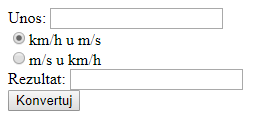 Unos:
km/h u m/s
m/s u km/h
Rezultat:
Konvertuj